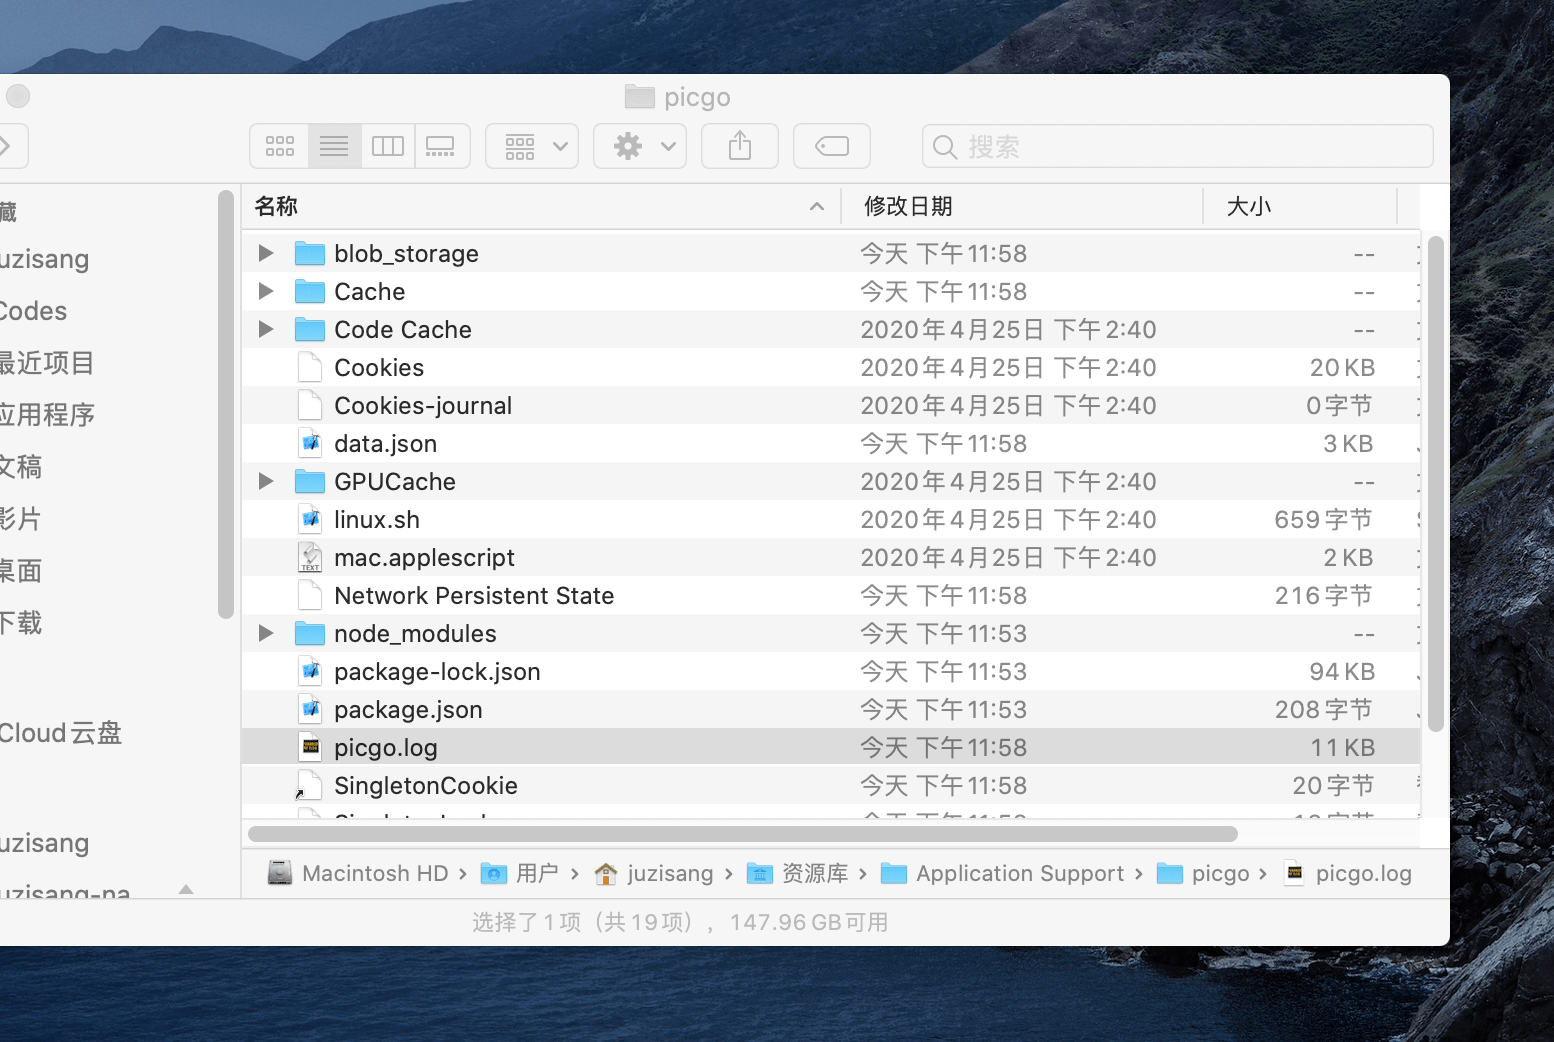 picgo
搜索
名称 修改日期 大小
藏
uzisang
Codes
最近项目
应用程序
文稿
影片
桌面
下载
Cloud云盘
uzisang
uzisang-na
blob_storage 今天 下午11:58 --
Cache 今天 下午11:58 --
Code Cache 2020年4月25日 下午2:40 --
Cookies 2020年4月25日 下午2:40 20 KB
Cookies-journal 2020年4月25日 下午2:40 0字节
data.json 今天 下午11:58 3 KB
GPUCache 2020年4月25日 下午2:40 --
linux.sh 2020年4月25日 下午2:40 659字节
mac.applescript 2020年4月25日 下午2:40 2 KB
Network Persistent State 今天 下午11:58 216字节
node_modules 今天 下午11:53 --
package-lock.json 今天 下午11:53 94 KB
package.json 今天 下午11:53 208字节
picgo.log 今天 下午11:58 11 KB
SingletonCookie 今天 下午11:58 20字节
Macintosh HD › 用户 › juzisang › 资源库 › Application Support › picgo › picgo.log
选择了1项（共19项），147.96 GB可用